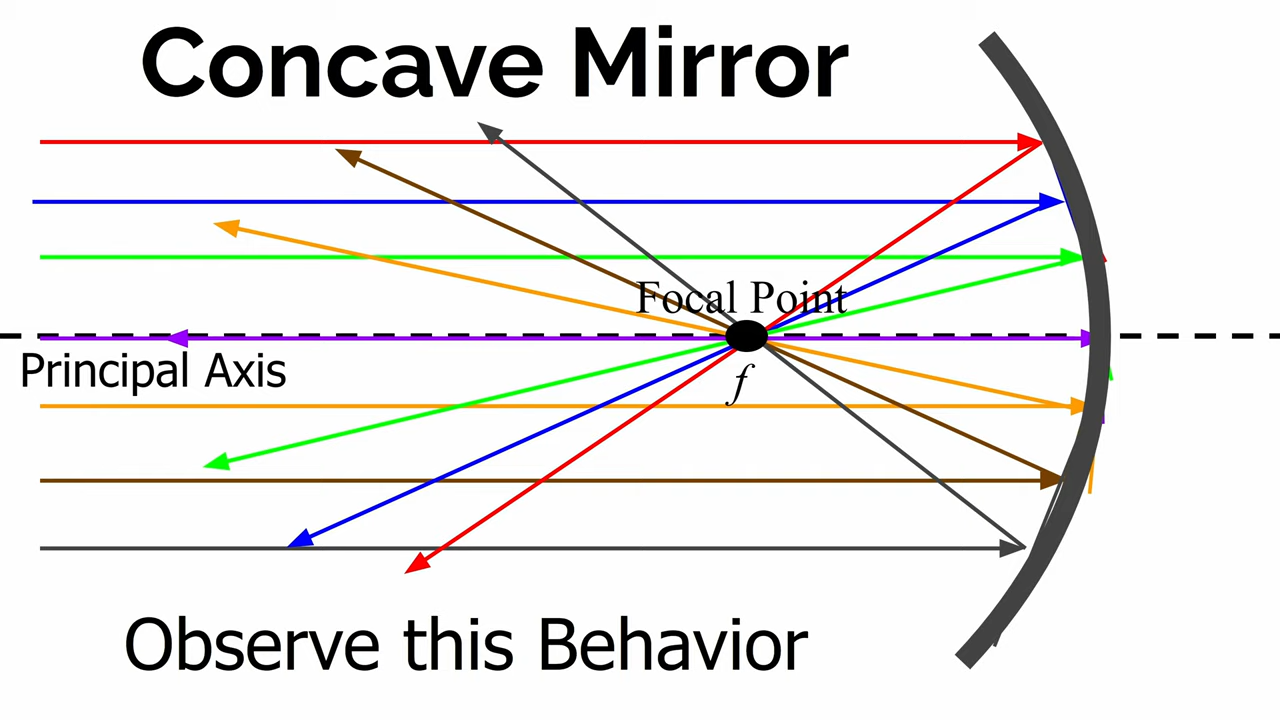 Concave Mirror
Focal Point
Principal Axis
f
Observe this Behavior